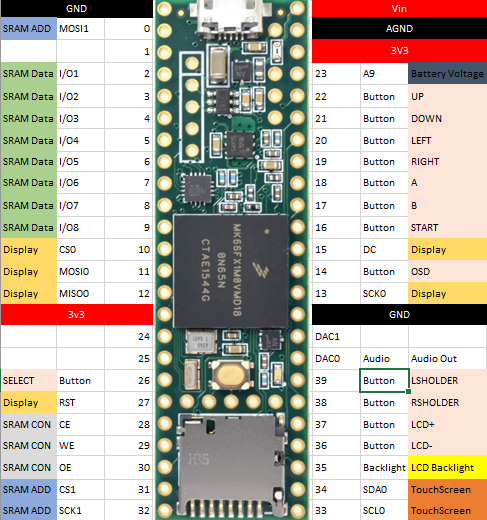 GND Vin
SRAM ADD MOSI1 0 AGND
1 3V3
SRAM Data I/O1 2 23 A9 Battery Voltage
SRAM Data I/O2 3 22 Button UP
SRAM Data I/O3 4 21 Button DOWN
SRAM Data I/O4 5 20 Button LEFT
SRAM Data I/O5 6 19 Button RIGHT
SRAM Data I/O6 7 18 Button A
SRAM Data I/O7 8 17 Button B
SRAM Data I/O8 9 16 Button START
Display CS0 10 15 DC Display
Display MOSI0 11 14 Button OSD
Display MISO0 12 13 SCK0 Display
3v3 GND
24 DAC1
25 DAC0 Audio Audio Out
SELECT Button 26 39 Button LSHOLDER
Display RST 27 38 Button RSHOLDER
SRAM CON CE 28 37 Button LCD+
SRAM CON WE 29 36 Button LCD-
SRAM CON OE 30 35 Backlight LCD Backlight
SRAM ADD CS1 31 34 SDA0 TouchScreen
SRAM ADD SCK1 32 33 SCL0 TouchScreen
MK66FX1M0VMD18
8N65N
CTAE1544G
HRS